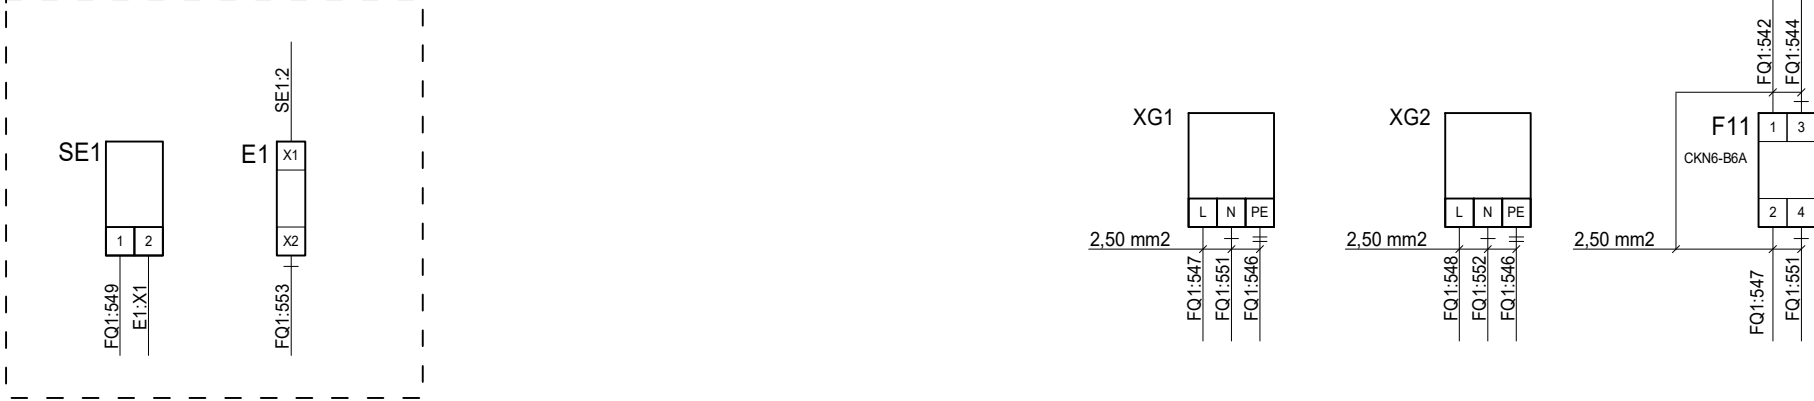 SE1
1 2
FQ1:549
E1:X1
SE1:2
E1
X1
X2
FQ1:553
XG1
L N PE
2,50 mm2
FQ1:547
FQ1:551
FQ1:546
XG2
L N PE
2,50 mm2
FQ1:548
FQ1:552
FQ1:546
FQ1:542
FQ1:544
F11
1 3
CKN6-B6A
2 4
2,50 mm2
FQ1:547
FQ1:551